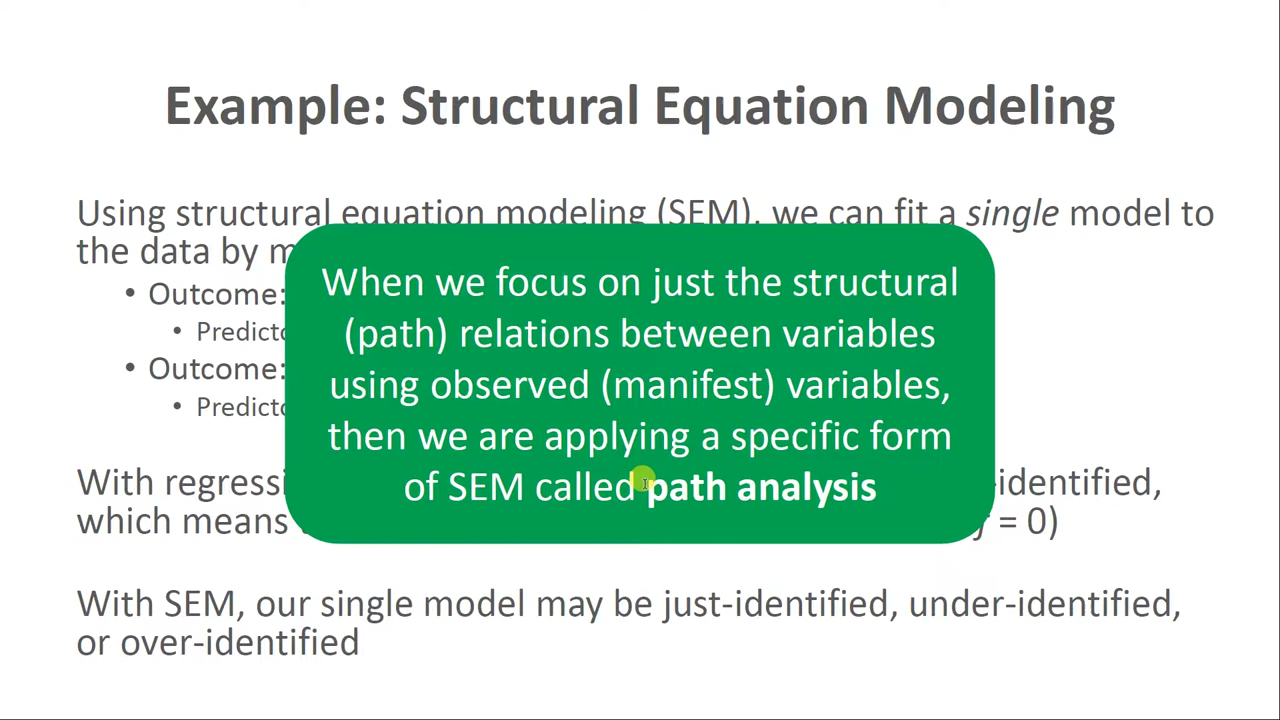 Example: Structural Equation Modeling
Using structural equation modeling (SEM), we can fit a single model to
the data by
• Outcome:
•
• Outcome:
•
When we focus on just the structural
(path) relations between variables
using observed (manifest) variables,
then we are applying a specific form
of SEM called path analysis
With -identified,
which means = 0)
With SEM, our single model may be just-identified, under-identified,
or over-identified